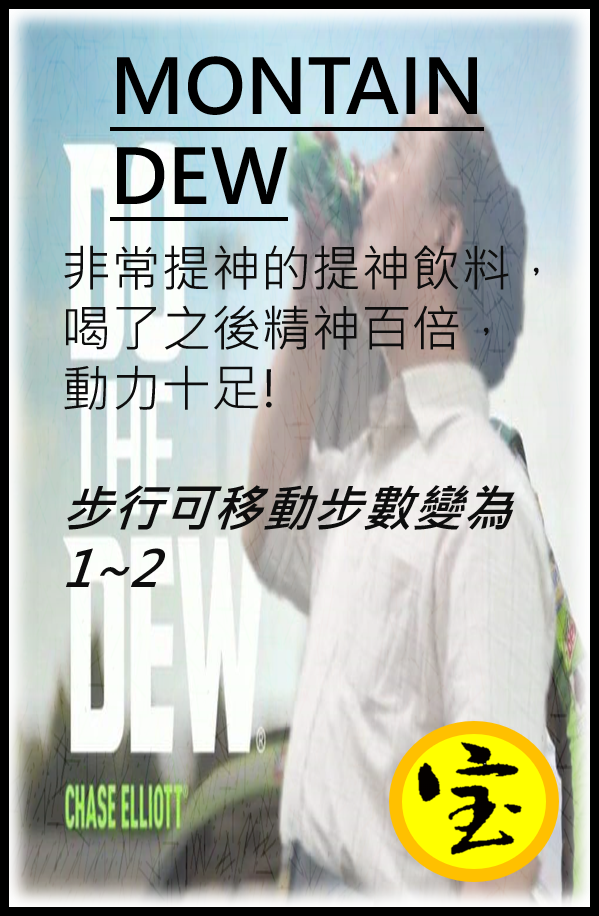 MONTAIN
DEW
非常提神的提神飲料，
喝了之後精神百倍，
動力十足!
步行可移動步數變為
1~2
DO
THE
DEW®
CHASE ELLIOTT®
宝